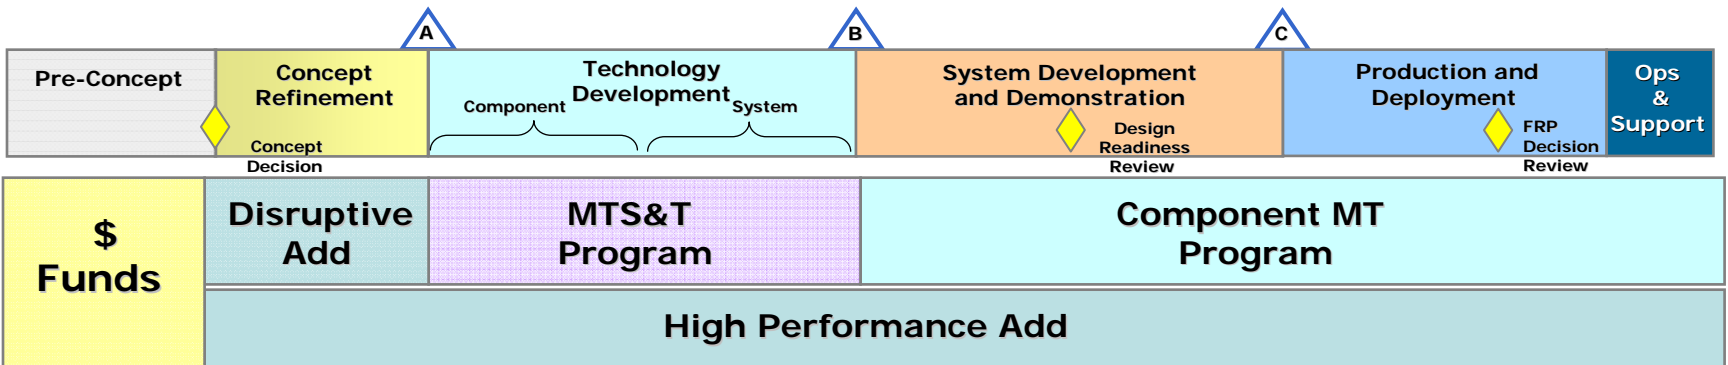 A
B
C
Pre-Concept
Concept
Refinement
Concept
Decision
Technology
Development
Component
System
System Development
and Demonstration
Design
Readiness
Review
Production and
Deployment
FRP
Decision
Review
Ops
&
Support
$
Funds
Disruptive
Add
MTS&T
Program
Component MT
Program
High Performance Add